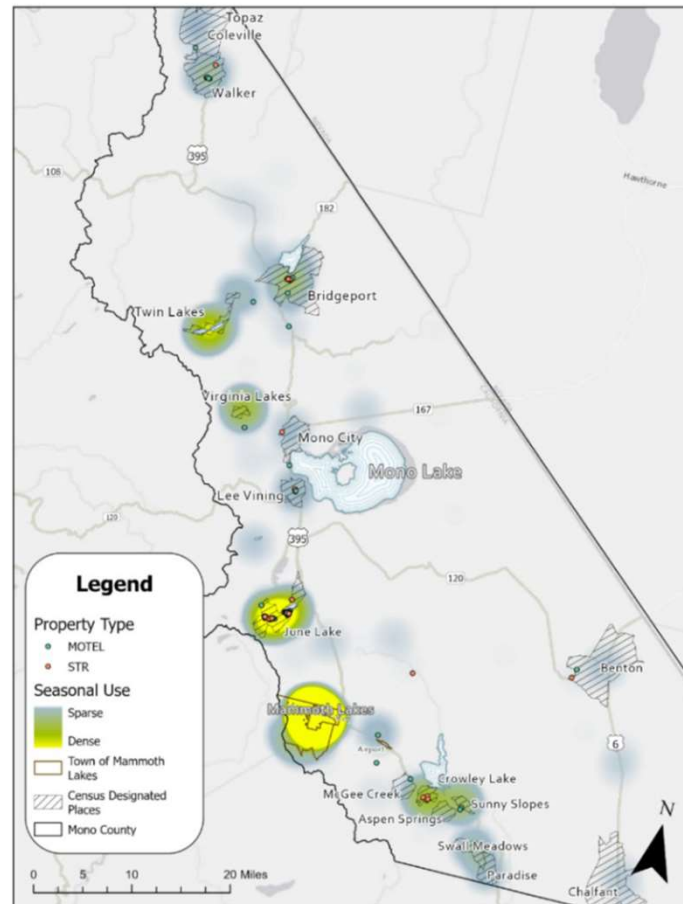 Topaz
Coleville
Walker
395
108
182
Hawthorne
NEVADA
Bridgeport
Twin Lakes
Virginia Lakes
167
CALIFORNIA
Mono City
Mono Lake
Lee Vining
120
395
120
June Lake
Benton
Mammoth Lakes
6
Airport
Crowley Lake
McGee Creek
Sunny Slopes
Aspen Springs
Swall Meadows
Paradise
Chalfant
N
Legend
Property Type
MOTEL
STR
Seasonal Use
Sparse
Dense
Town of Mammoth
Lakes
Census Designated
Places
Mono County
0 5 10 20 Miles